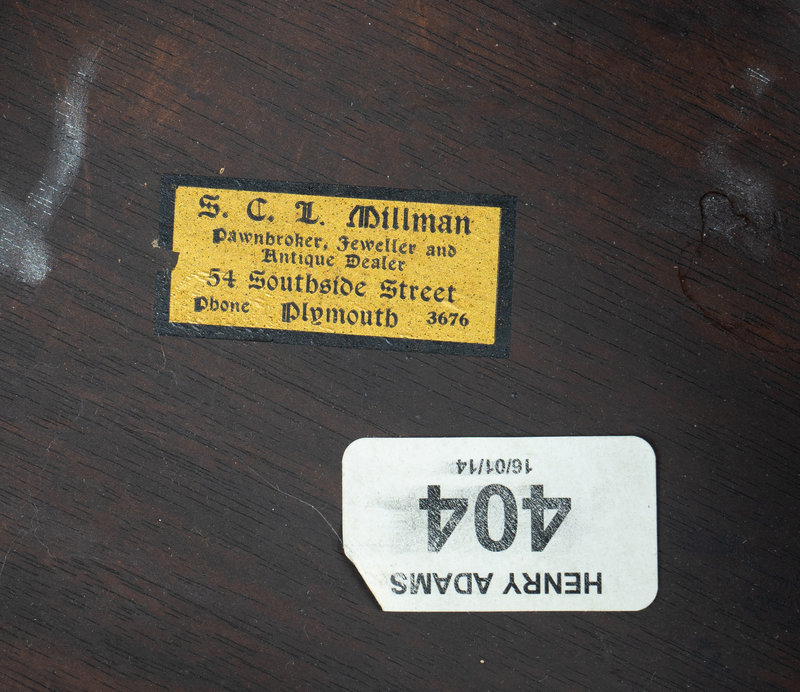 S. C. L. Millman
Pawnbroker, Jeweller and
Antique Dealer
54 Southside Street
Phone Plymouth 3676
HENRY ADAMS
404
16/01/14